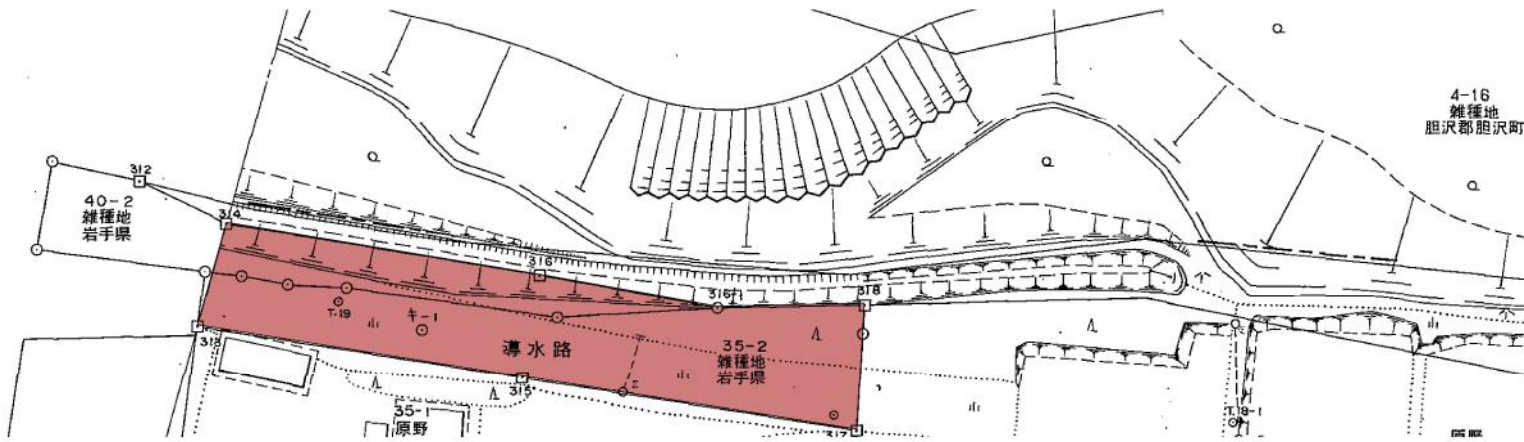 4-16
雑種地
胆沢郡胆沢町
312
40-2
雑種地
岩手県
314
316
316-1
318
T-19
キ-1
導水路
35-2
雑種地
岩手県
313
315
35-1
原野
317
T.18-1
原野